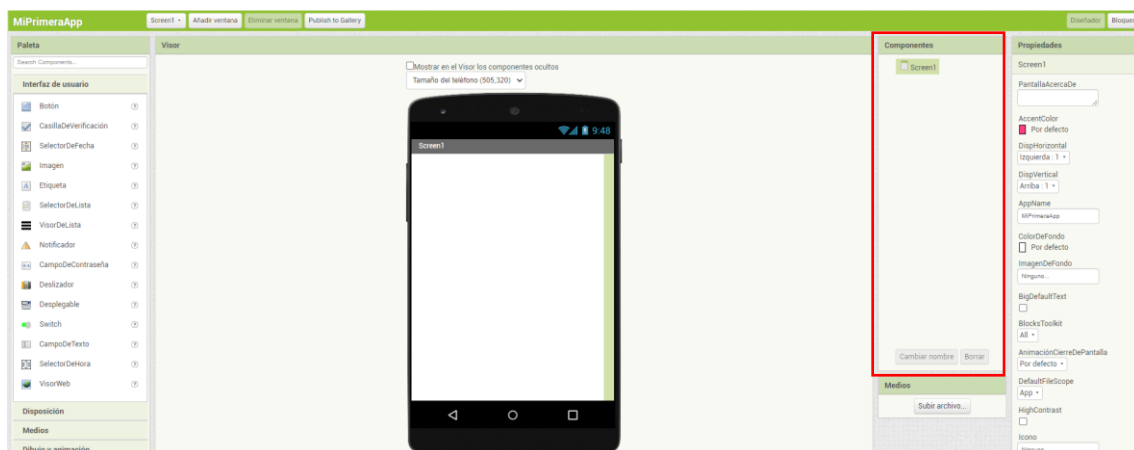 MiPrimeraApp
Screen1
Añadir ventana
Eliminar ventana
Publish to Gallery
Diseñador
Bloques
Paleta
Search Components...
Interfaz de usuario
Botón
CasillaDeVerificación
SelectorDeFecha
Imagen
Etiqueta
SelectorDeLista
VisorDeLista
Notificador
CampoDeContraseña
Deslizador
Desplegable
Switch
CampoDeTexto
SelectorDeHora
VisorWeb
Disposición
Medios
Dibujo y animación
Visor
Mostrar en el Visor los componentes ocultos
Tamaño del teléfono (505,320)
9:48
Screen1
Componentes
Screen1
Cambiar nombre
Borrar
Medios
Subir archivo...
Propiedades
Screen1
PantallaAcercaDe
AccentColor
Por defecto
DispHorizontal
Izquierda : 1
DispVertical
Arriba : 1
AppName
MiPrimeraApp
ColorDeFondo
Por defecto
ImagenDeFondo
Ninguno...
BigDefaultText
BlocksToolkit
All
AnimaciónCierreDePantalla
Por defecto
DefaultFileScope
App
HighContrast
Icono